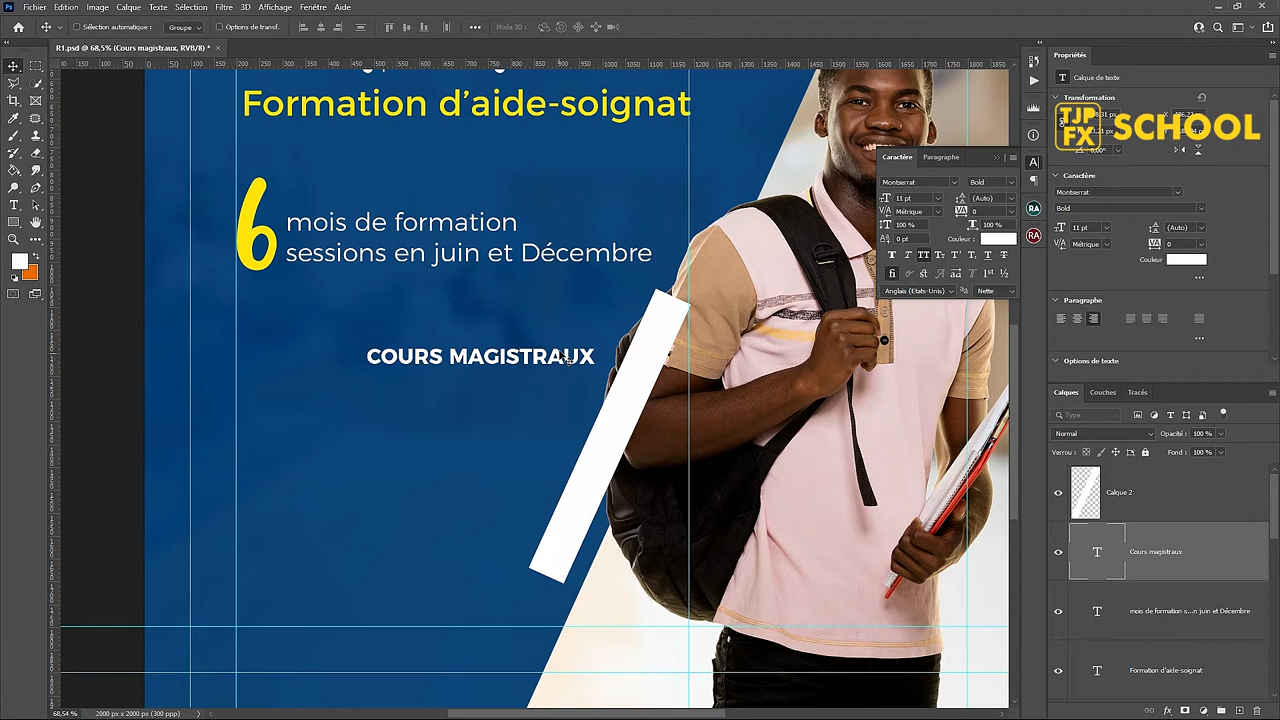 Fichier Edition Image Calque Texte Sélection Filtre 3D Affichage Fenêtre Aide
Sélection automatique : Groupe Options de transf. Mode 3D :
R1.psd @ 68,5% (Cours magistraux, RVB/8) *
Formation d'aide-soignat
6 mois de formation
sessions en juin et Décembre
COURS MAGISTRAUX
Caractère Paragraphe
Montserrat Bold
11 pt (Auto)
Métrique 0
100 % 100 %
0 pt Couleur :
Anglais (Etats-Unis) Nette
Propriétés
Calque de texte
Transformation
TJP
FX SCHOOL
0,00°
Caractère
Montserrat
Bold
11 pt (Auto)
Métrique 0
Couleur
Paragraphe
Options de texte
Calques Couches Tracés
Type
Normal Opacité : 100 %
Verrou : Fond : 100 %
Calque 2
Cours magistraux
mois de formation s...n juin et Décembre
Formation d'aide-soignat
68,54 % 2000 px x 2000 px (300 ppp)